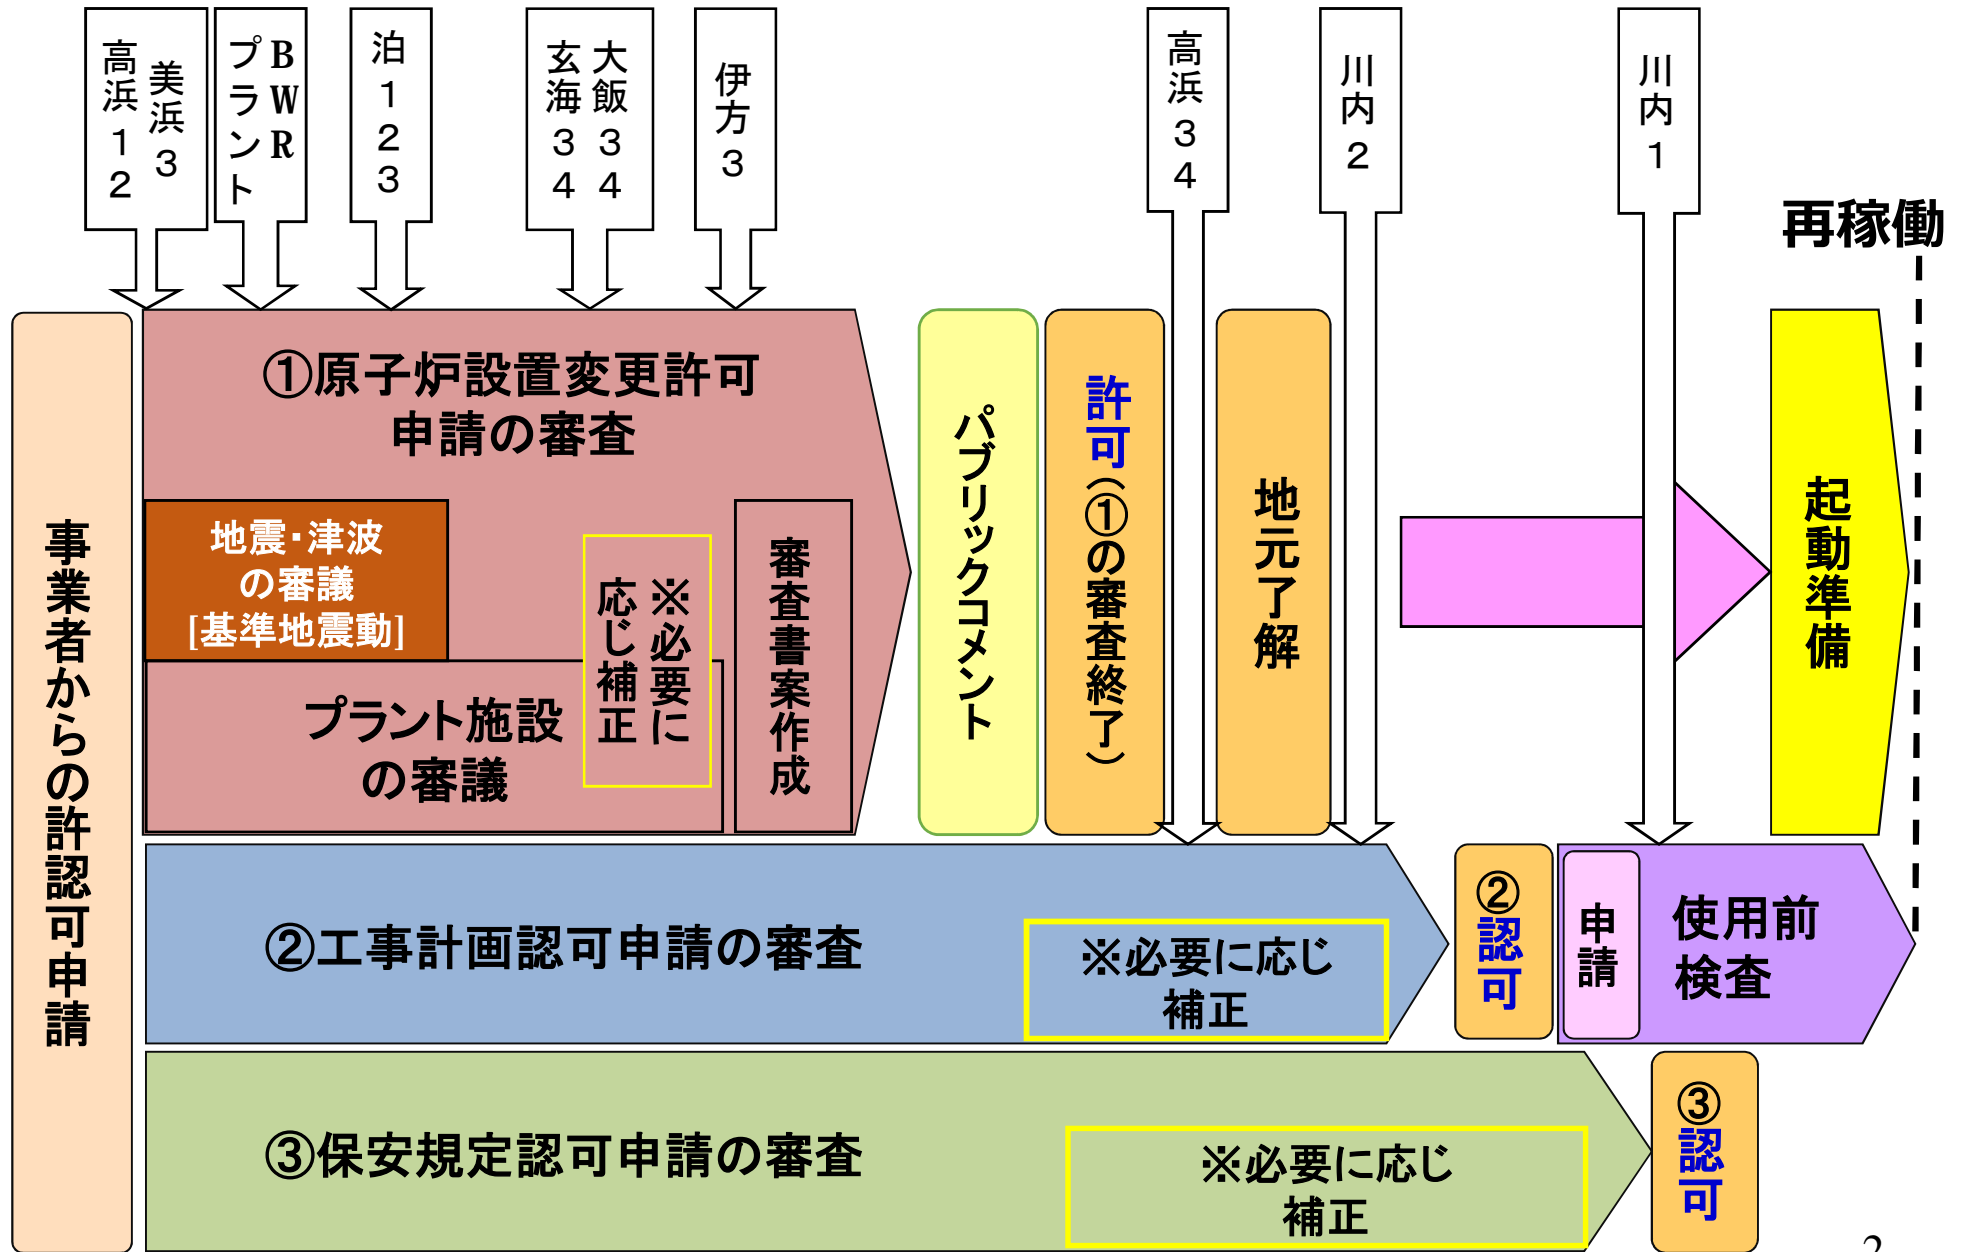 美浜３
高浜１２
ＢＷＲ
プラント
泊１２３
大飯３４
玄海３４
伊方３
高浜３４
川内２
川内１
再稼働
事業者からの許認可申請
①原子炉設置変更許可
申請の審査
地震・津波
の審議
[基準地震動]
プラント施設
の審議
※必要に
応じ補正
審査書案作成
パブリックコメント
許可（①の審査終了）
地元了解
起動準備
②工事計画認可申請の審査
※必要に応じ
補正
②認可
申請
使用前
検査
③保安規定認可申請の審査
※必要に応じ
補正
③認可
2